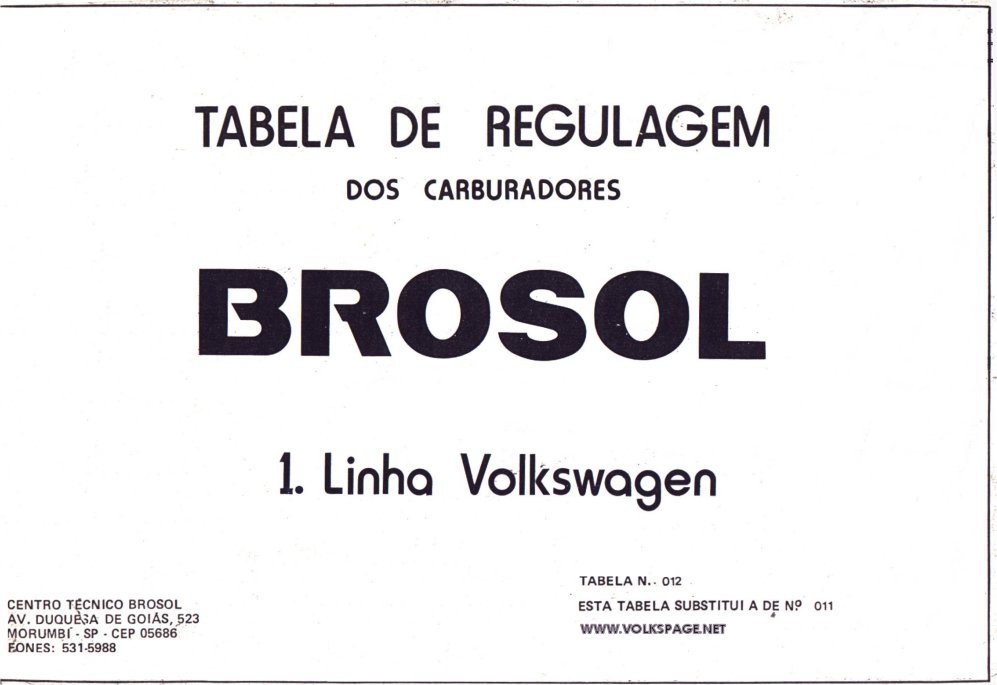 TABELA DE REGULAGEM
DOS CARBURADORES
BROSOL
1. Linha Volkswagen
TABELA N. 012
ESTA TABELA SUBSTITUI A DE Nº 011
WWW.VOLKSPAGE.NET
CENTRO TÉCNICO BROSOL
AV. DUQUESA DE GOIÁS, 523
MORUMBI - SP - CEP 05686
FONES: 531-5988